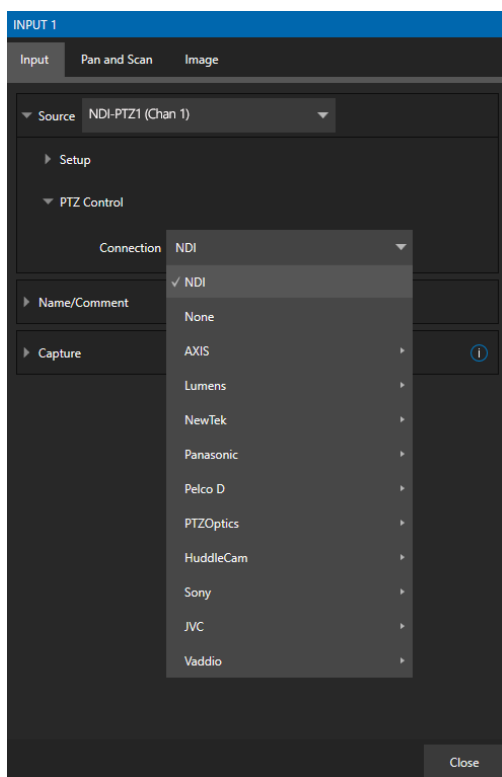 INPUT 1
Input Pan and Scan Image
Source NDI-PTZ1 (Chan 1)
Setup
PTZ Control
Connection NDI
✓ NDI
None
Name/Comment
AXIS
Capture
Lumens
NewTek
Panasonic
Pelco D
PTZOptics
HuddleCam
Sony
JVC
Vaddio
Close